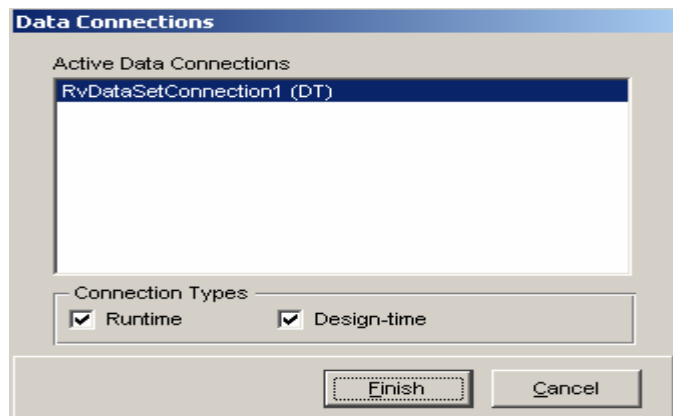 Data Connections
Active Data Connections
RvDataSetConnection1 (DT)
Connection Types
Runtime Design-time
Finish Cancel